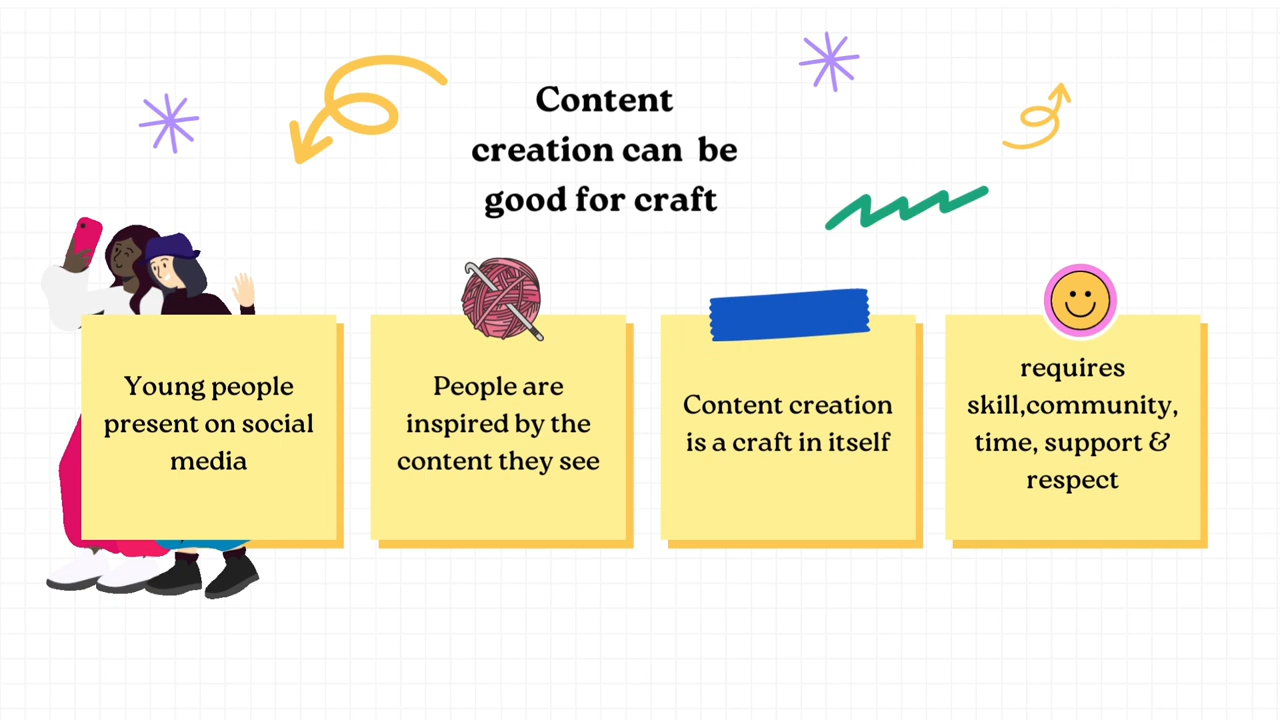 Content
creation can be
good for craft
Young people
present on social
media
People are
inspired by the
content they see
Content creation
is a craft in itself
requires
skill,community,
time, support &
respect